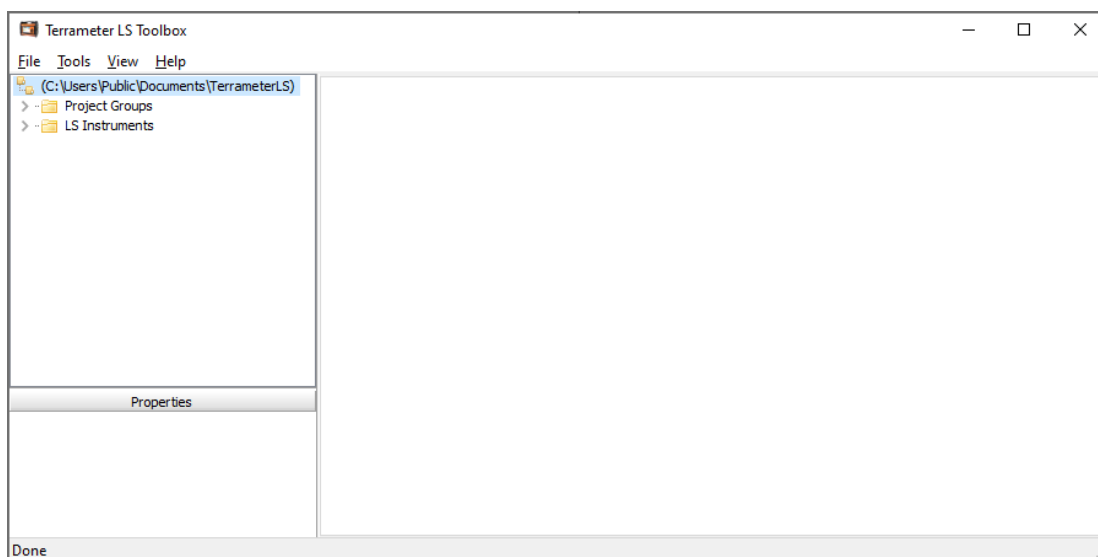 Terrameter LS Toolbox
File Tools View Help
(C:\Users\Public\Documents\TerrameterLS)
Project Groups
LS Instruments
Properties
Done